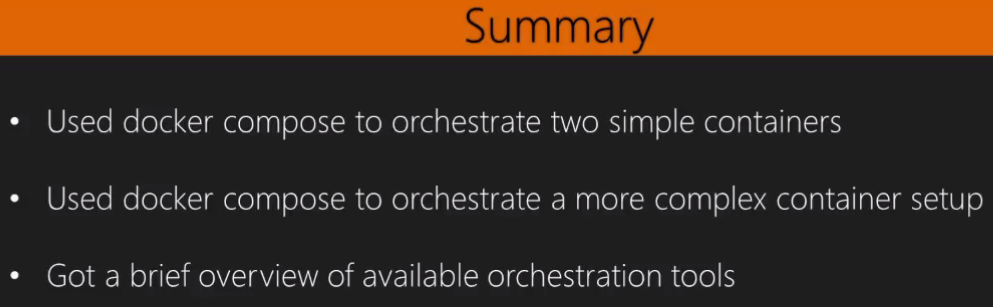 Summary
• Used docker compose to orchestrate two simple containers
• Used docker compose to orchestrate a more complex container setup
• Got a brief overview of available orchestration tools